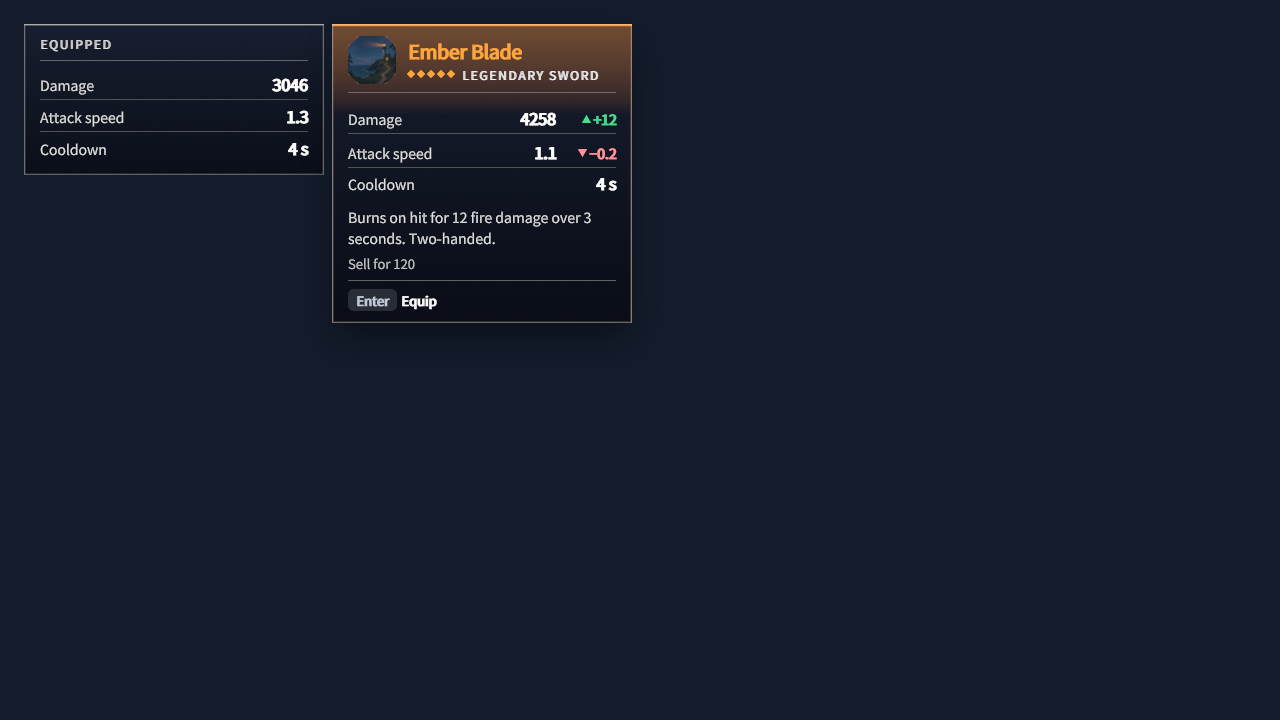 EQUIPPED
Damage 3046
Attack speed 1.3
Cooldown 4 s
Ember Blade
◆◆◆◆◆ LEGENDARY SWORD
Damage 4258 ▲+12
Attack speed 1.1 ▼−0.2
Cooldown 4 s
Burns on hit for 12 fire damage over 3
seconds. Two-handed.
Sell for 120
Enter Equip